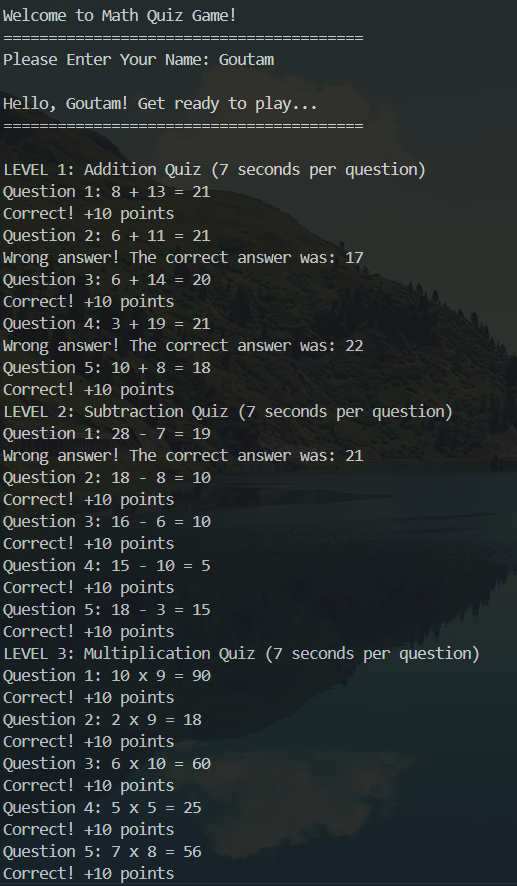 Welcome to Math Quiz Game!
========================================
Please Enter Your Name: Goutam
Hello, Goutam! Get ready to play...
========================================
LEVEL 1: Addition Quiz (7 seconds per question)
Question 1: 8 + 13 = 21
Correct! +10 points
Question 2: 6 + 11 = 21
Wrong answer! The correct answer was: 17
Question 3: 6 + 14 = 20
Correct! +10 points
Question 4: 3 + 19 = 21
Wrong answer! The correct answer was: 22
Question 5: 10 + 8 = 18
Correct! +10 points
LEVEL 2: Subtraction Quiz (7 seconds per question)
Question 1: 28 - 7 = 19
Wrong answer! The correct answer was: 21
Question 2: 18 - 8 = 10
Correct! +10 points
Question 3: 16 - 6 = 10
Correct! +10 points
Question 4: 15 - 10 = 5
Correct! +10 points
Question 5: 18 - 3 = 15
Correct! +10 points
LEVEL 3: Multiplication Quiz (7 seconds per question)
Question 1: 10 x 9 = 90
Correct! +10 points
Question 2: 2 x 9 = 18
Correct! +10 points
Question 3: 6 x 10 = 60
Correct! +10 points
Question 4: 5 x 5 = 25
Correct! +10 points
Question 5: 7 x 8 = 56
Correct! +10 points